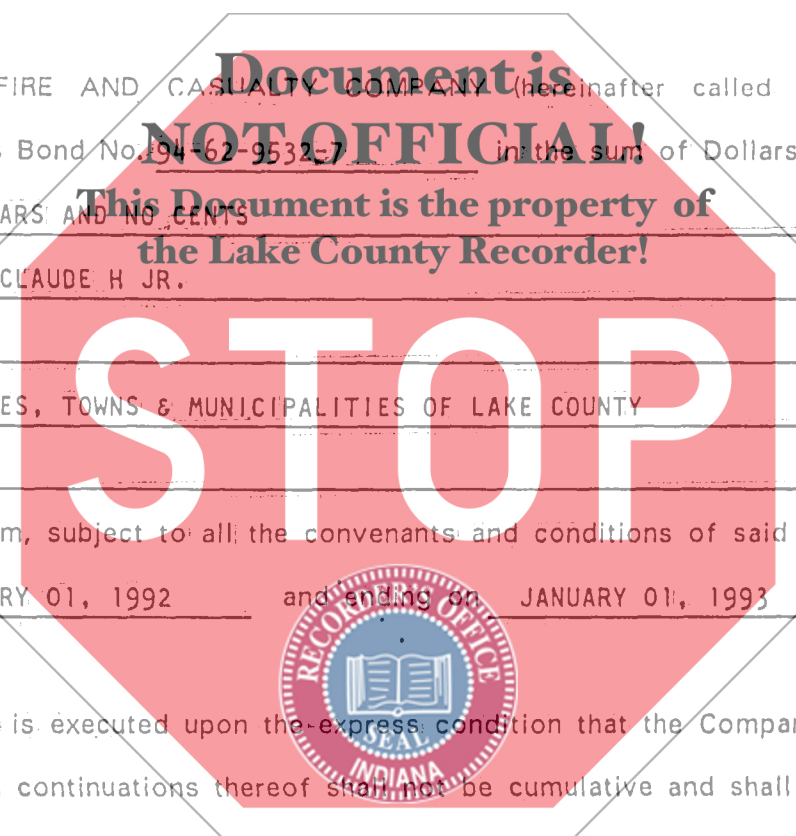 Document is
FIRE AND CASUALTY COMPANY (hereinafter called
NOT OFFICIAL!
Bond No. 94-62-9532-7 in the sum of Dollars
This Document is the property of
ARS AND NO CENTS
the Lake County Recorder!
CLAUDE H JR.
STOP
ES, TOWNS & MUNICIPALITIES OF LAKE COUNTY
m, subject to all the convenants and conditions of said
RY 01, 1992 and ending on JANUARY 01, 1993
RECORDER'S OFFICE
SEAL
INDIANA
is executed upon the express condition that the Compa
continuations thereof shall not be cumulative and shall